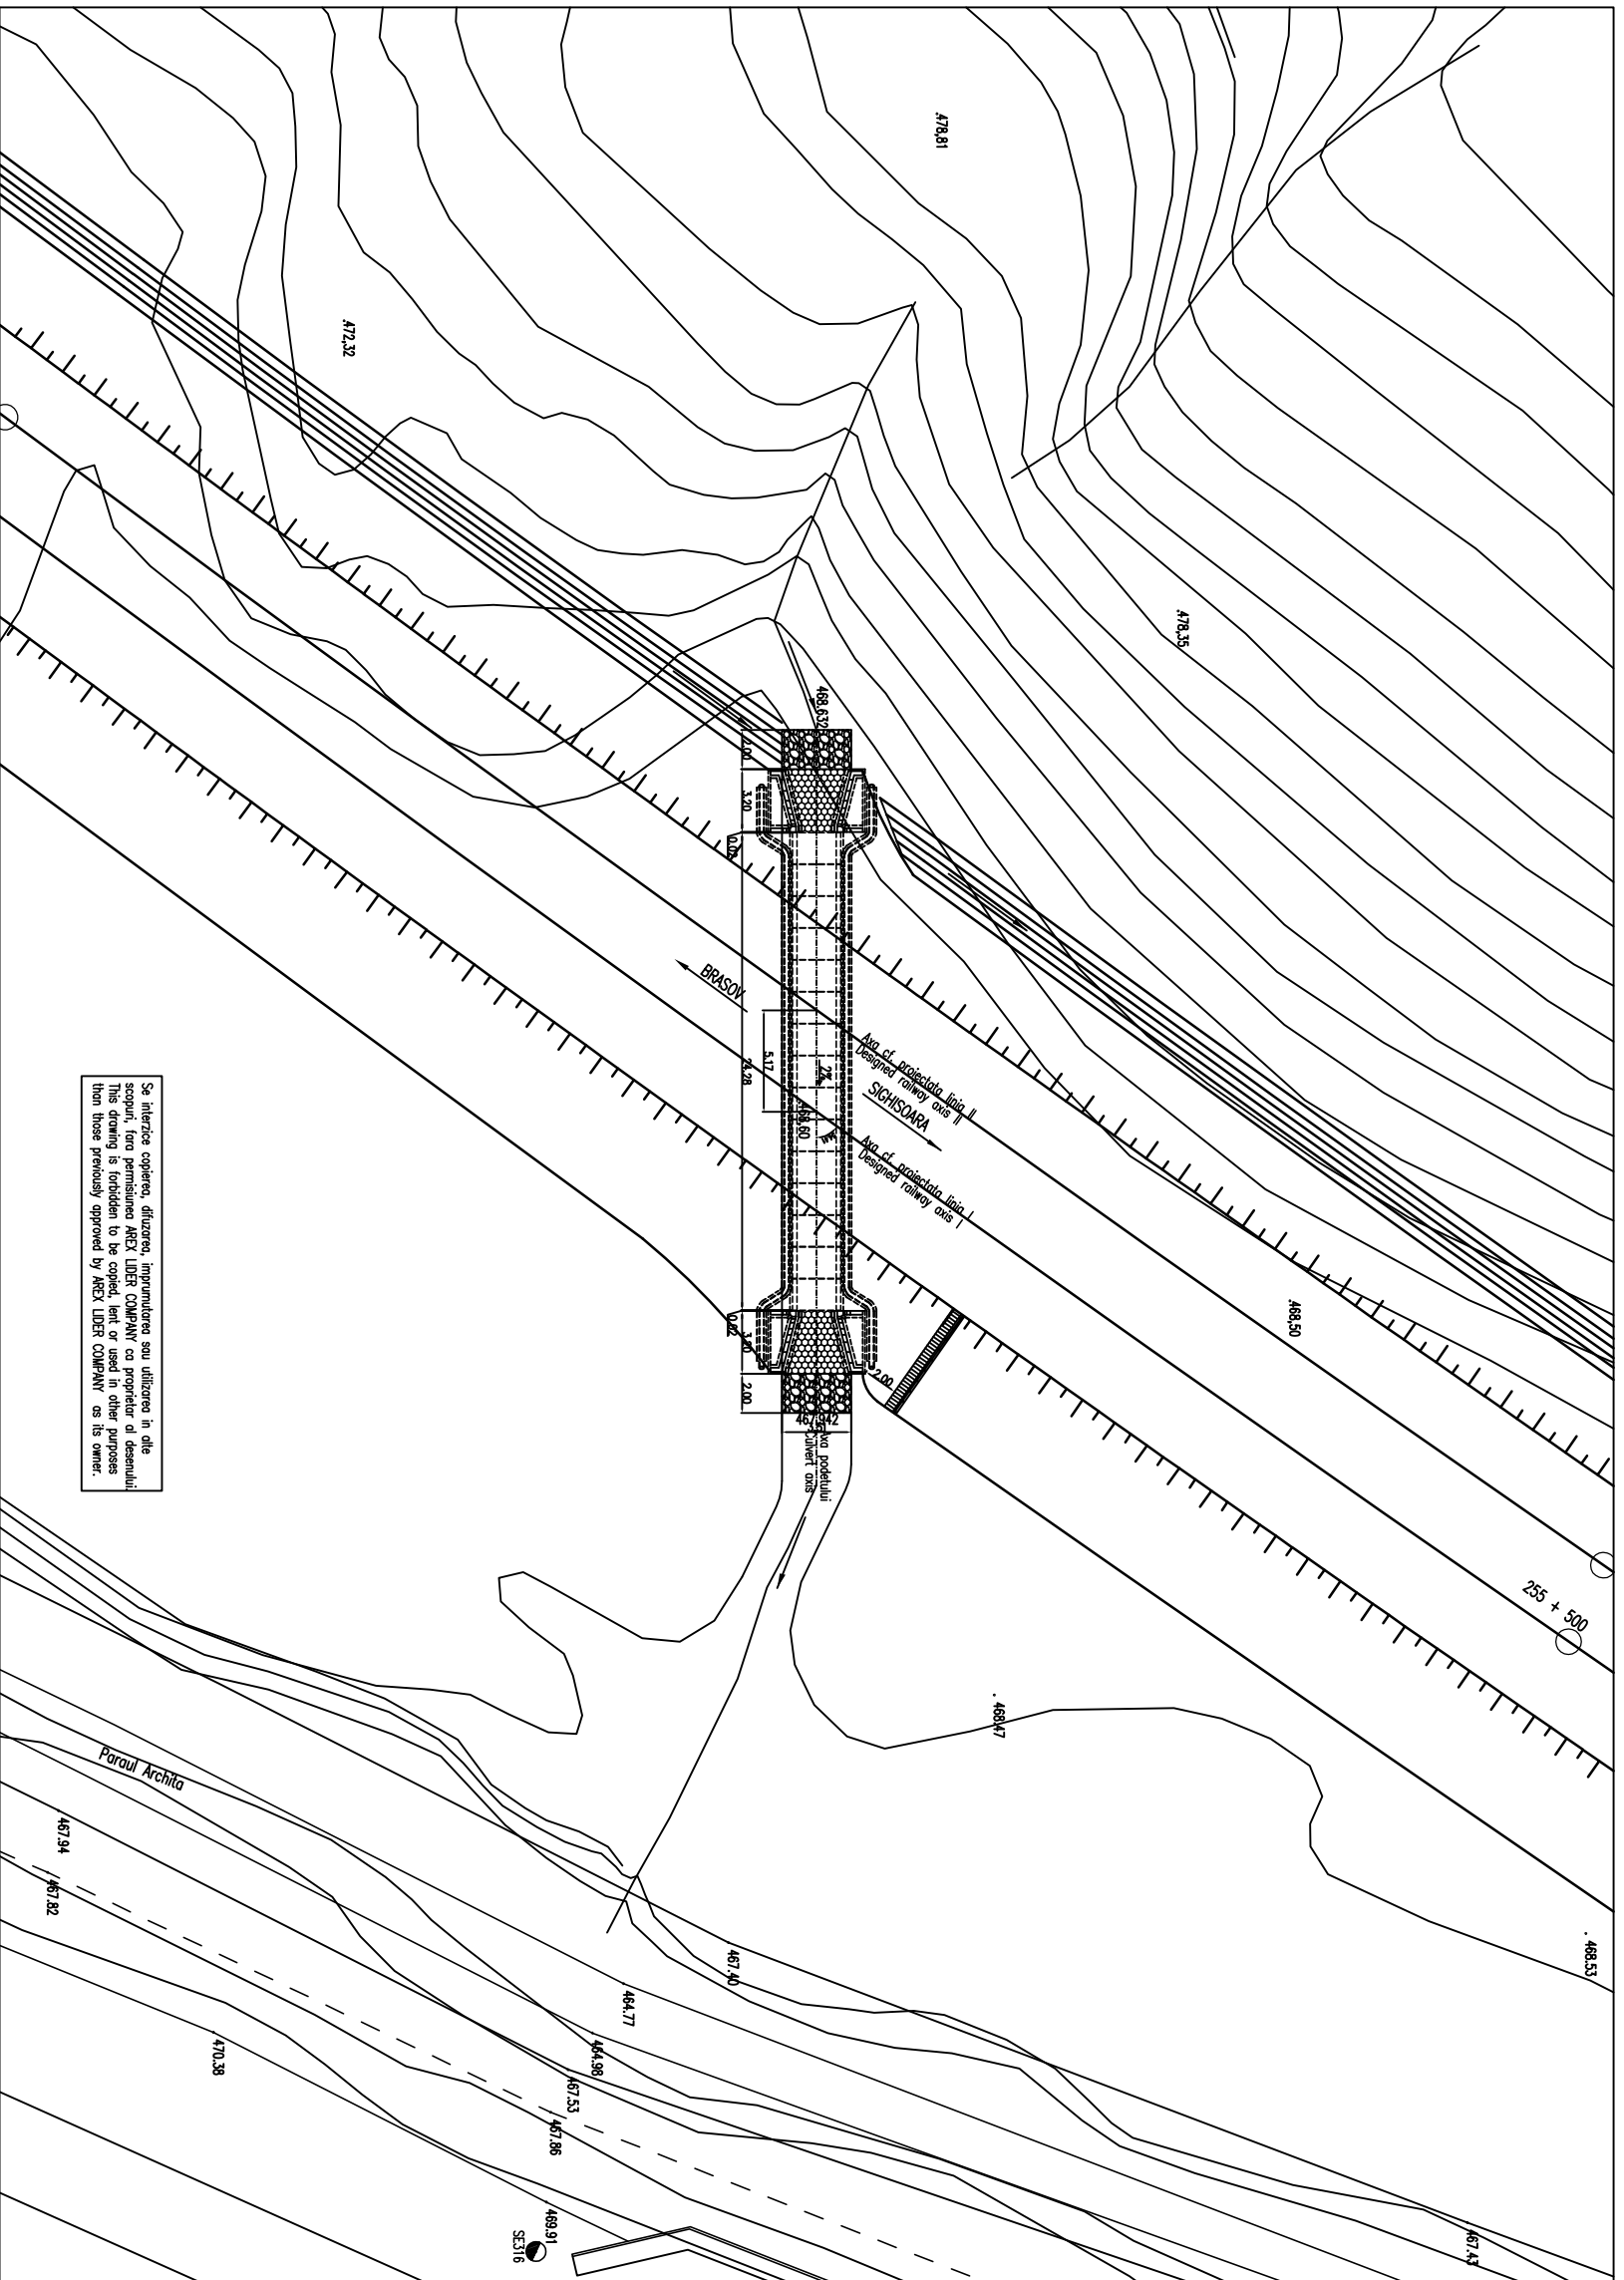 .478,81
.472,32
.478,35
468.632
2.00
3.20
BRASOV
Axa cf. proiectata linia II
Designed railway axis II
SIGHISOARA
Axa cf. proiectata linia I
Designed railway axis I
5.17
24.28
2%
.468,50
0.02
3.20
2.00
2.00
467.942
Axa podetului
Culvert axis
255 + 500
Se interzice copierea, difuzarea, imprumutarea sau utilizarea in alte
scopuri, fara permisiunea AREX LIDER COMPANY ca proprietar al desenului.
This drawing is forbidden to be copied, lent or used in other purposes
than those previously approved by AREX LIDER COMPANY as its owner.
. 468.47
. 468.53
Paraul Archita
467.94
467.82
467.40
464.77
464.98
470.38
467.53
467.86
469.91
SE316
467.43